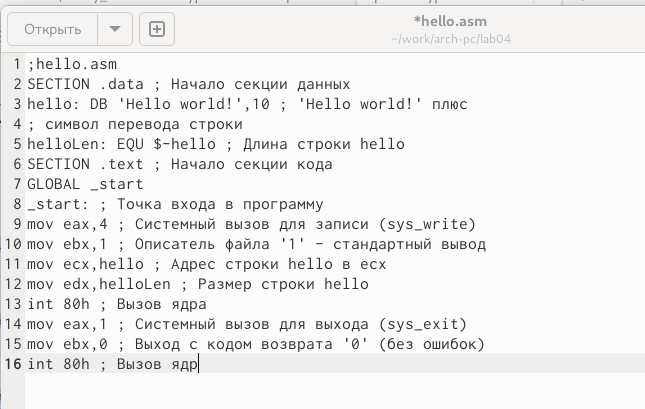 Открыть
*hello.asm
~/work/arch-pc/lab04
1 ;hello.asm
2 SECTION .data ; Начало секции данных
3 hello: DB 'Hello world!',10 ; 'Hello world!' плюс
4 ; символ перевода строки
5 helloLen: EQU $-hello ; Длина строки hello
6 SECTION .text ; Начало секции кода
7 GLOBAL _start
8 _start: ; Точка входа в программу
9 mov eax,4 ; Системный вызов для записи (sys_write)
10 mov ebx,1 ; Описатель файла '1' - стандартный вывод
11 mov ecx,hello ; Адрес строки hello в ecx
12 mov edx,helloLen ; Размер строки hello
13 int 80h ; Вызов ядра
14 mov eax,1 ; Системный вызов для выхода (sys_exit)
15 mov ebx,0 ; Выход с кодом возврата '0' (без ошибок)
16 int 80h ; Вызов ядр